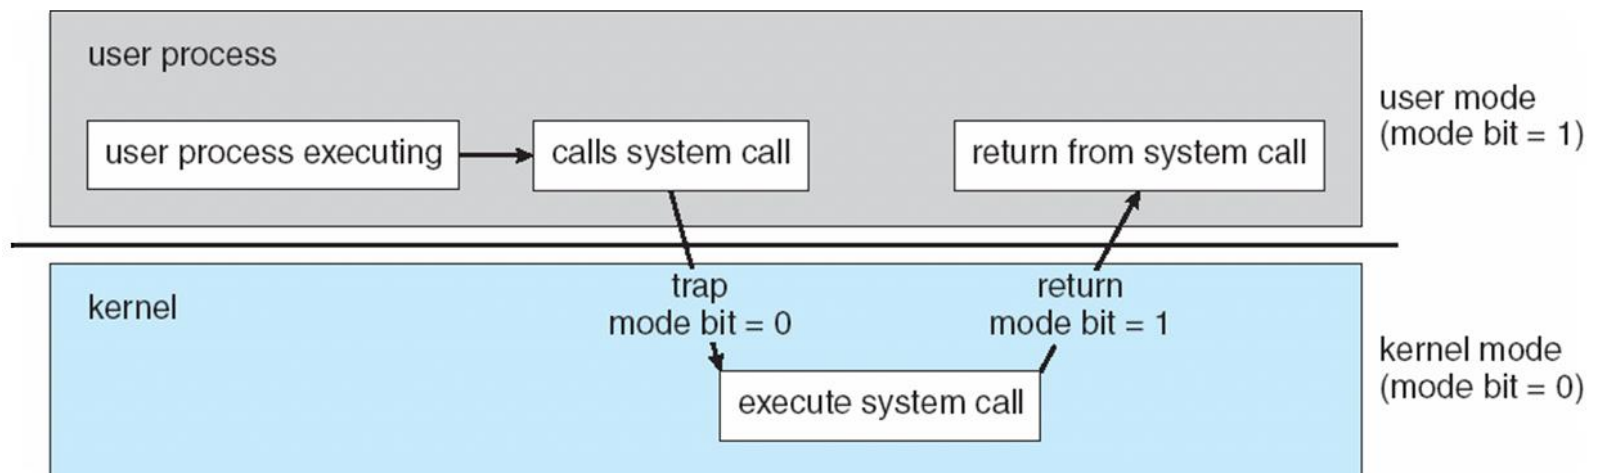 user process
user process executing
calls system call
return from system call
user mode
(mode bit = 1)
kernel
trap
mode bit = 0
return
mode bit = 1
execute system call
kernel mode
(mode bit = 0)